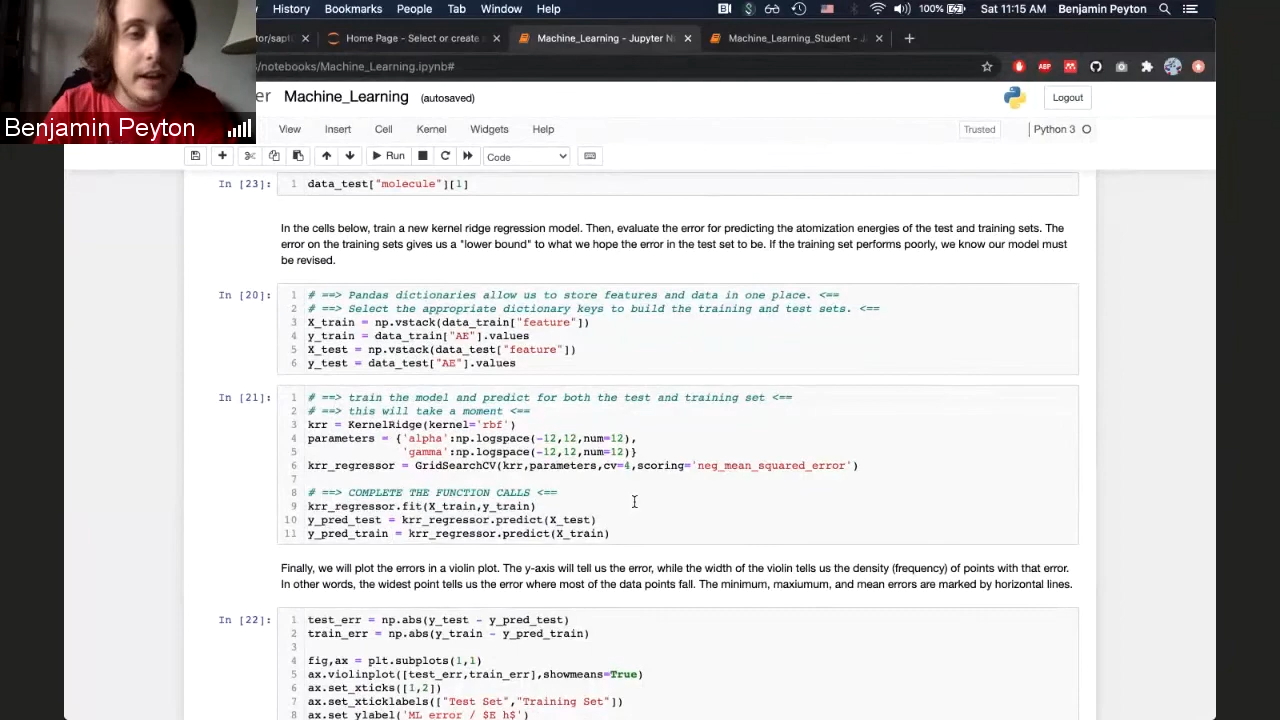 History Bookmarks People Tab Window Help 100% Sat 11:15 AM Benjamin Peyton
tor/sapt Home Page - Select or create Machine_Learning - Jupyter N Machine_Learning_Student - J
s/notebooks/Machine_Learning.ipynb# ABP
er Machine_Learning (autosaved) Logout
Benjamin Peyton
View Insert Cell Kernel Widgets Help Trusted Python 3
Run Code
In [23]: 1 data_test["molecule"][1]
In the cells below, train a new kernel ridge regression model. Then, evaluate the error for predicting the atomization energies of the test and training sets. The
error on the training sets gives us a "lower bound" to what we hope the error in the test set to be. If the training set performs poorly, we know our model must
be revised.
In [20]: 1 # ==> Pandas dictionaries allow us to store features and data in one place. <==
2 # ==> Select the appropriate dictionary keys to build the training and test sets. <==
3 X_train = np.vstack(data_train["feature"])
4 y_train = data_train["AE"].values
5 X_test = np.vstack(data_test["feature"])
6 y_test = data_test["AE"].values
In [21]: 1 # ==> train the model and predict for both the test and training set <==
2 # ==> this will take a moment <==
3 krr = KernelRidge(kernel='rbf')
4 parameters = {'alpha':np.logspace(-12,12,num=12),
5 'gamma':np.logspace(-12,12,num=12)}
6 krr_regressor = GridSearchCV(krr,parameters,cv=4,scoring='neg_mean_squared_error')
7
8 # ==> COMPLETE THE FUNCTION CALLS <==
9 krr_regressor.fit(X_train,y_train)
10 y_pred_test = krr_regressor.predict(X_test)
11 y_pred_train = krr_regressor.predict(X_train)
Finally, we will plot the errors in a violin plot. The y-axis will tell us the error, while the width of the violin tells us the density (frequency) of points with that error.
In other words, the widest point tells us the error where most of the data points fall. The minimum, maxiumum, and mean errors are marked by horizontal lines.
In [22]: 1 test_err = np.abs(y_test - y_pred_test)
2 train_err = np.abs(y_train - y_pred_train)
3
4 fig,ax = plt.subplots(1,1)
5 ax.violinplot([test_err,train_err],showmeans=True)
6 ax.set_xticks([1,2])
7 ax.set_xticklabels(["Test Set","Training Set"])
8 ax.set_ylabel('ML error / $E_h$')